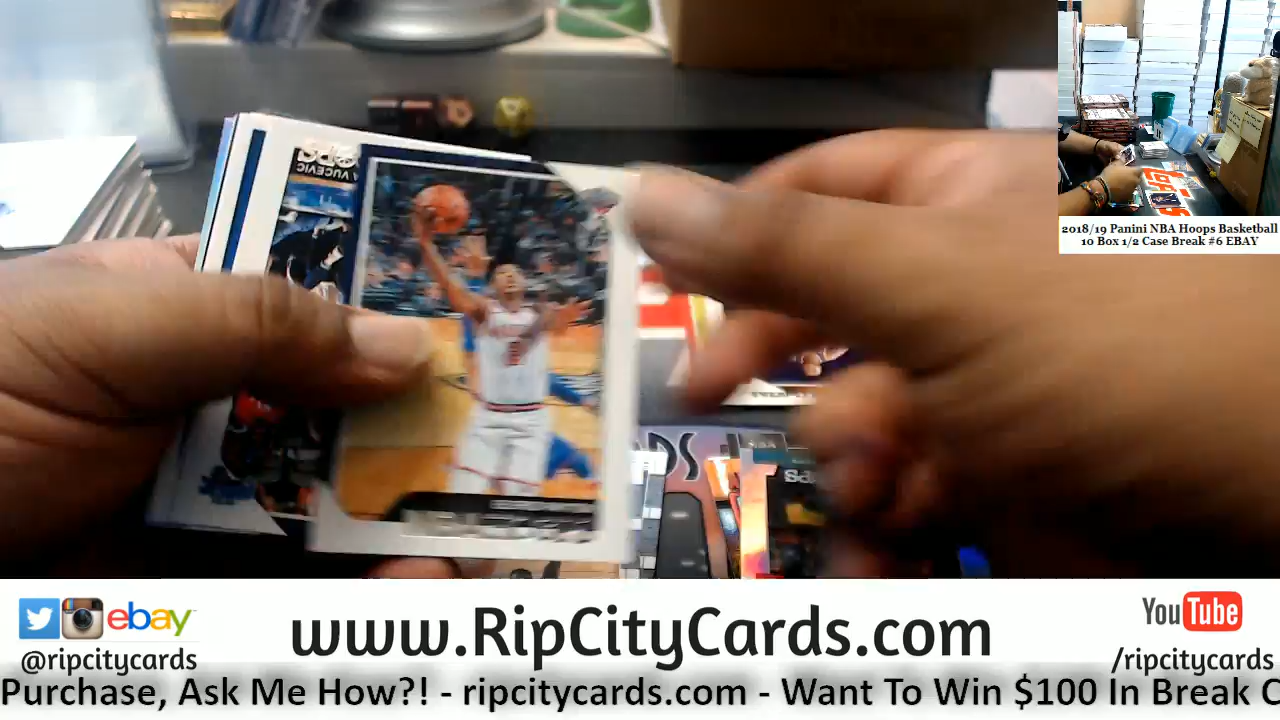 HOOPS
VUCEVIC
2018/19 Panini NBA Hoops Basketball
10 Box 1/2 Case Break #6 EBAY
ebay
@ripcitycards
www.RipCityCards.com
YouTube
/ripcitycards
Purchase, Ask Me How?! - ripcitycards.com - Want To Win $100 In Break C